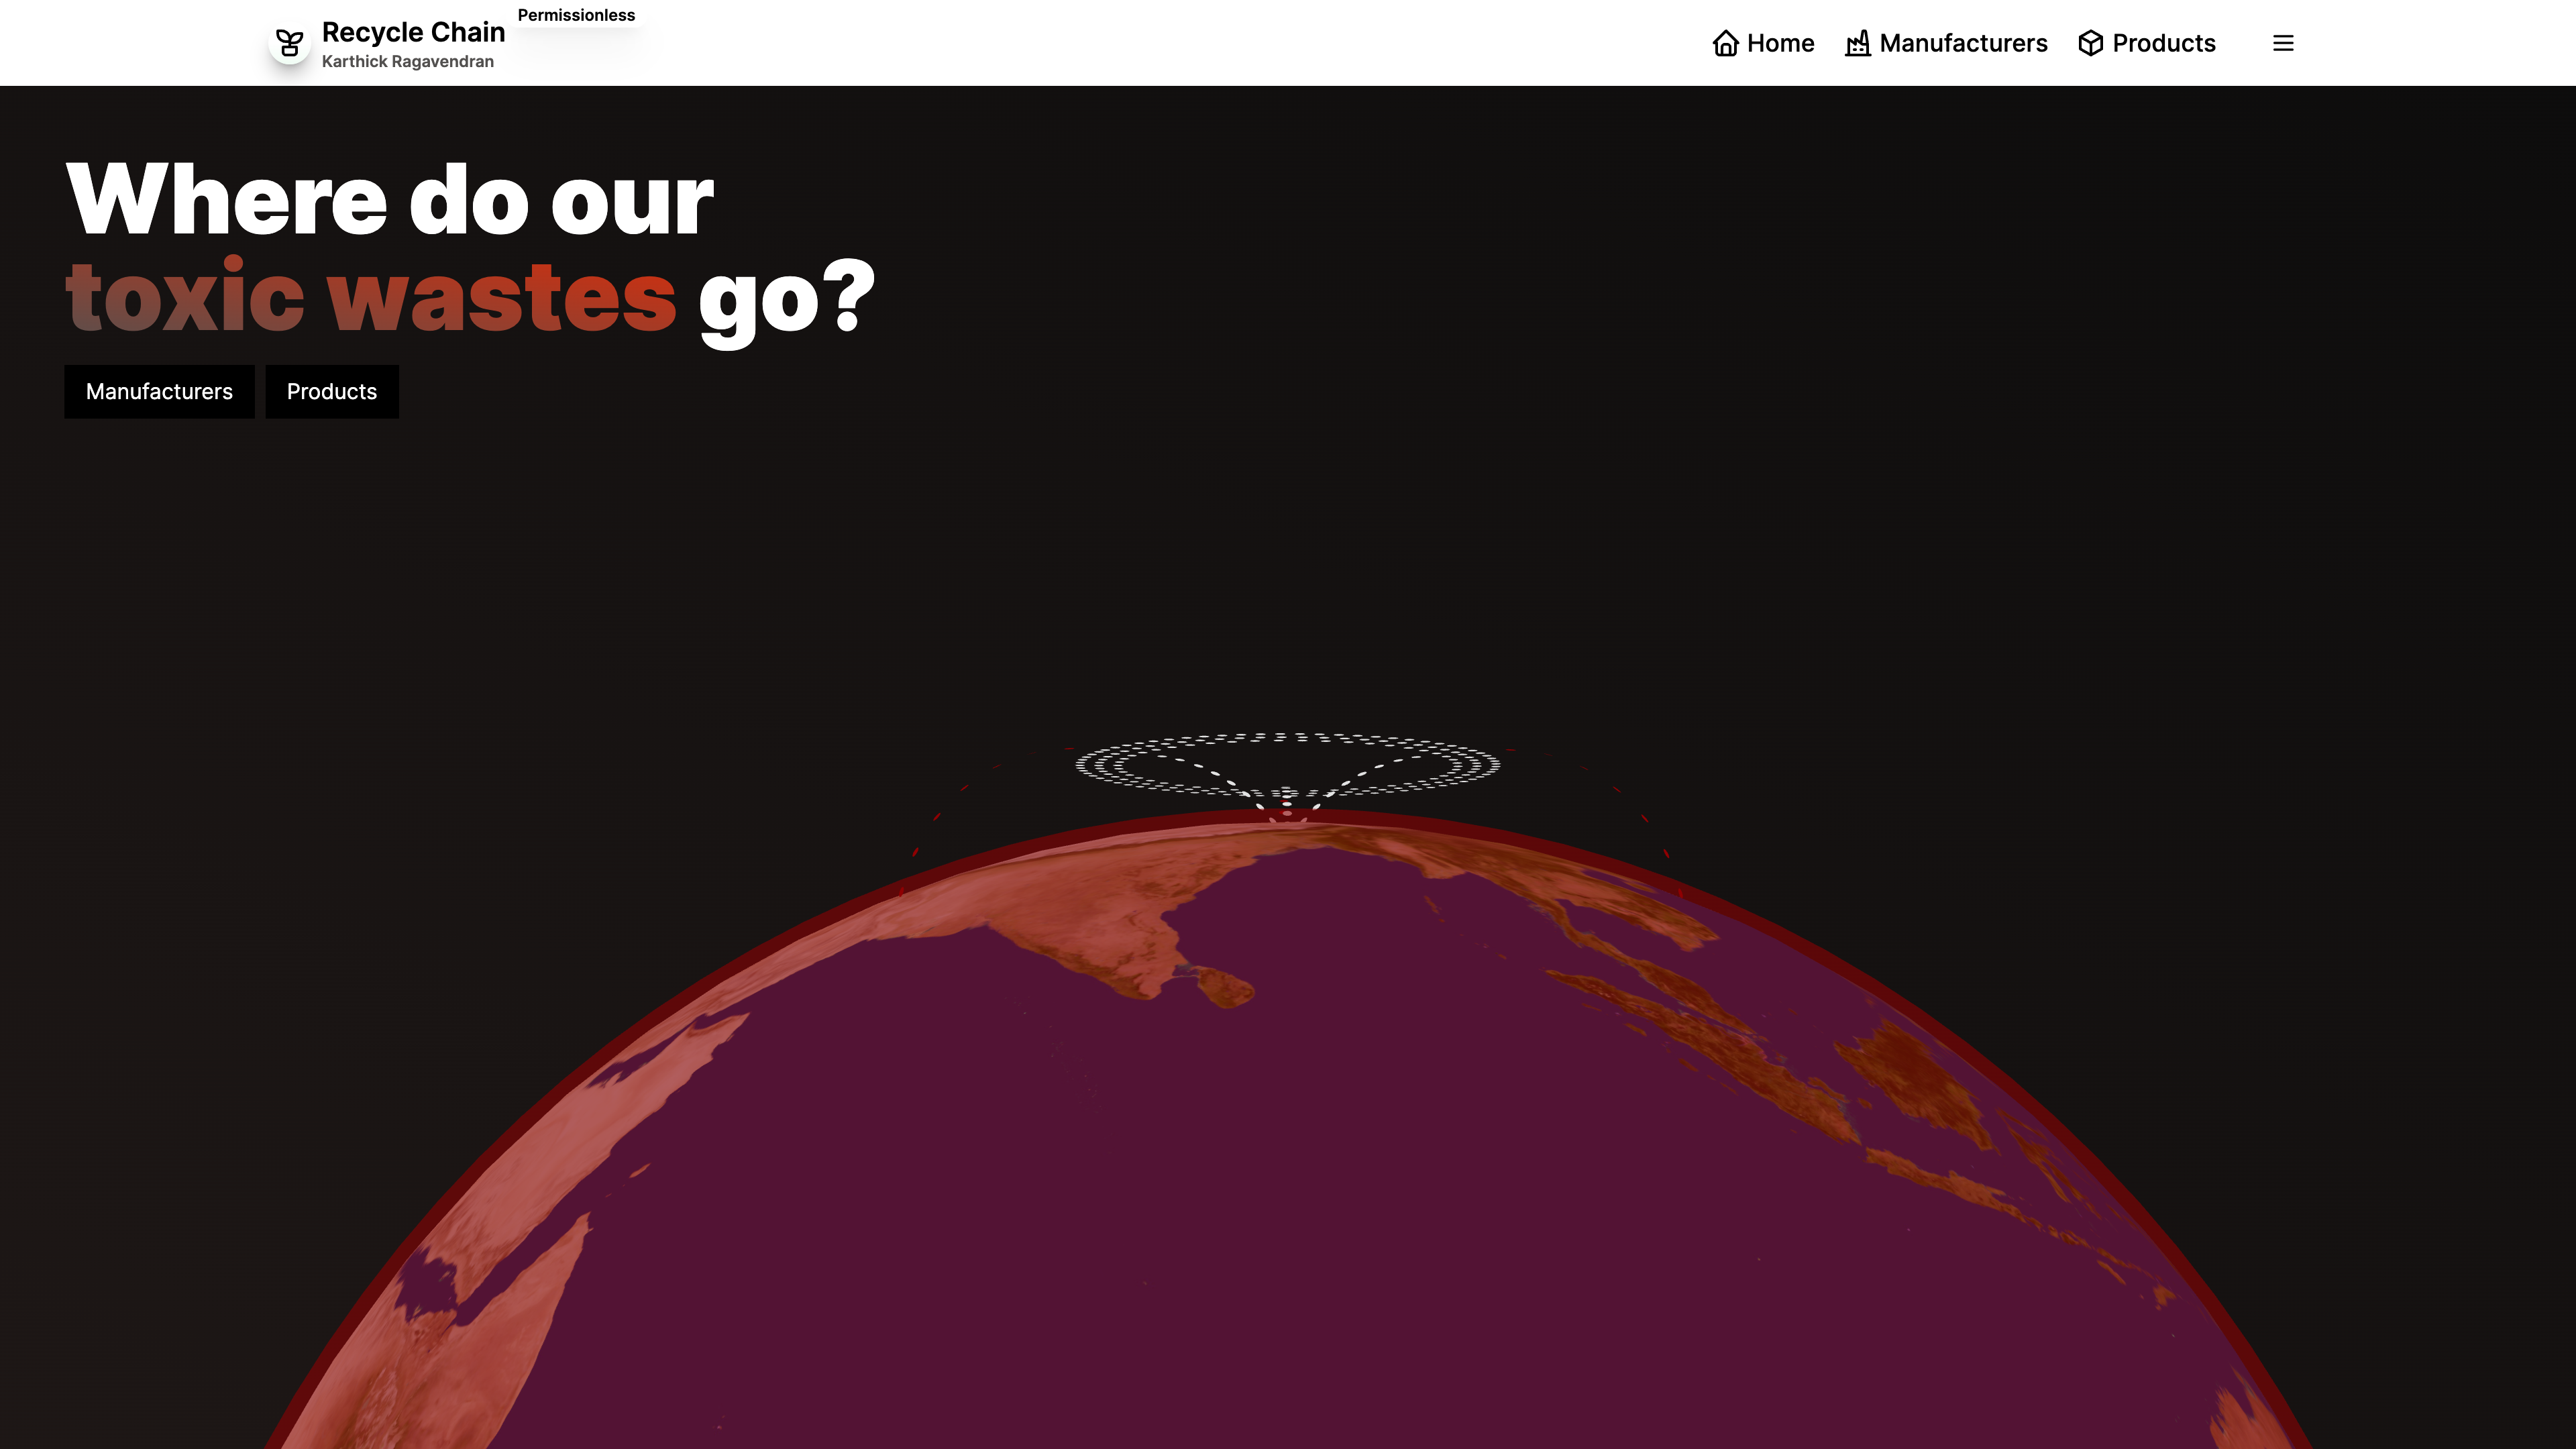 Recycle Chain
Permissionless
Karthick Ragavendran
Home
Manufacturers
Products
Where do our
toxic wastes go?
Manufacturers
Products